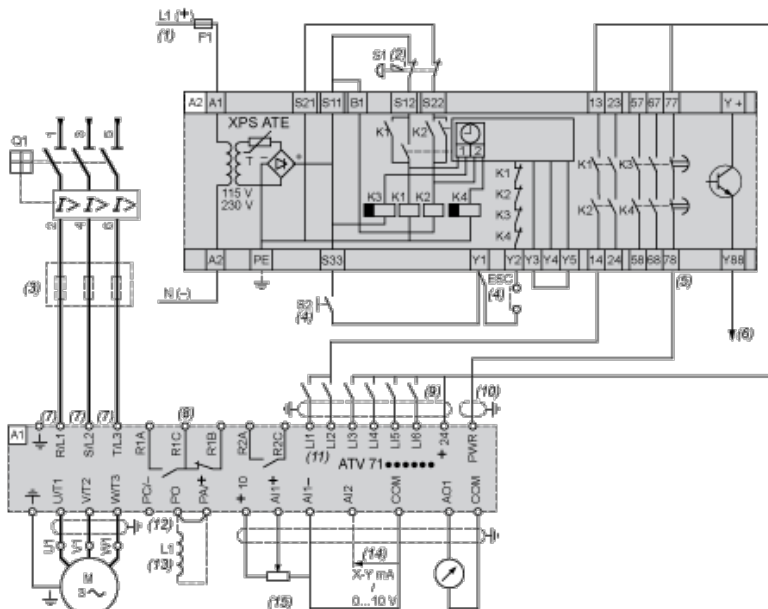 L1 (+)
(1)
F1
S1 (2)
A2 A1 S21 S11 B1 S12 S22 13 23 57 67 77 Y +
XPS ATE
T
+
115 V
230 V
K1 K2
1 2
K3 K1 K2 K4
K1
K2
K3
K4
K1 K3
K2 K4
A2 PE S33 Y1 Y2 Y3 Y4 Y5 14 24 58 68 78 Y88
Q1
1 3 5
2 4 6
(3)
N (–)
S2
(4)
ESC
(4)
(5)
(6)
(7) (7) (7) (8) (9) (10)
A1
R/L1 S/L2 T/L3 R1A R1C R1B R2A R2C LI1 LI2 LI3 LI4 LI5 LI6 + 24 PWR
(11)
ATV 71
U/T1 V/T2 W/T3 PC/– PO PA/+ + 10 AI1+ AI1– AI2 COM AO1 COM
(12)
U1 V1 W1
L1
(13)
M
3
(14)
X-Y mA
/
0...10 V
(15)